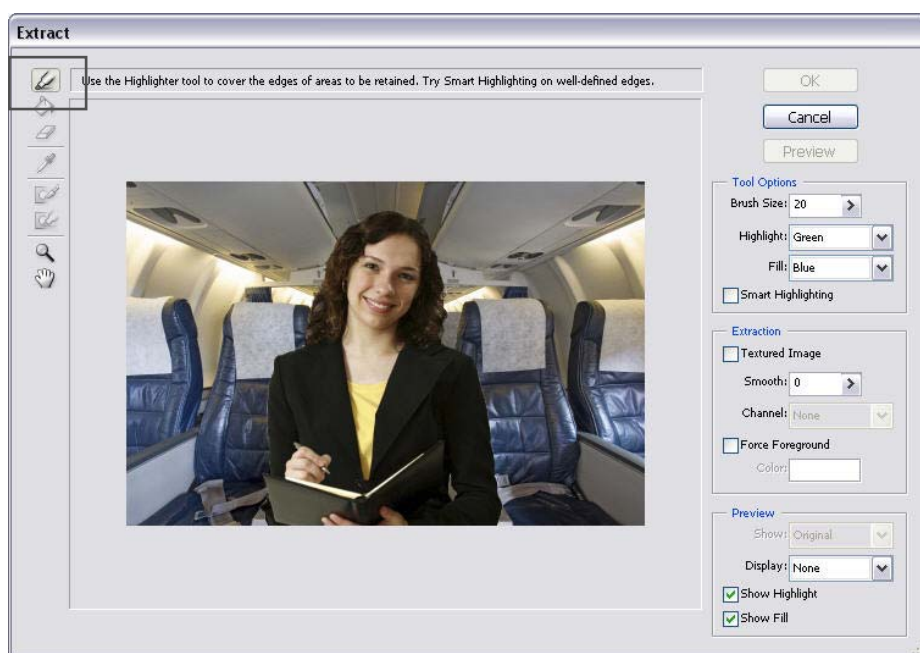 Extract
Use the Highlighter tool to cover the edges of areas to be retained. Try Smart Highlighting on well-defined edges.
OK
Cancel
Preview
Tool Options
Brush Size: 20
Highlight: Green
Fill: Blue
Smart Highlighting
Extraction
Textured Image
Smooth: 0
Channel: None
Force Foreground
Color:
Preview
Show: Original
Display: None
Show Highlight
Show Fill